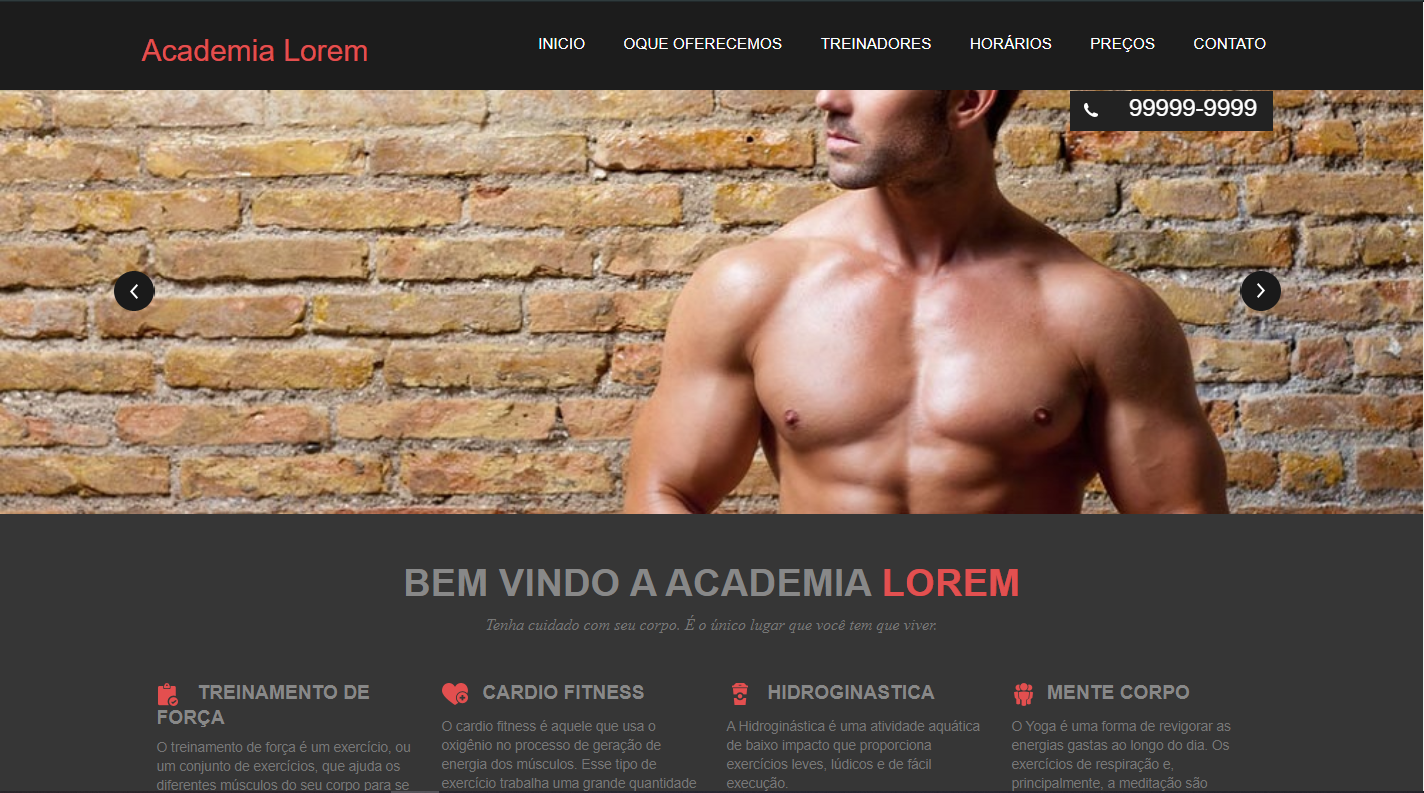 Academia Lorem
INICIO OQUE OFERECEMOS TREINADORES HORÁRIOS PREÇOS CONTATO
99999-9999
BEM VINDO A ACADEMIA LOREM
Tenha cuidado com seu corpo. É o único lugar que você tem que viver.
TREINAMENTO DE
FORÇA
O treinamento de força é um exercício, ou
um conjunto de exercícios, que ajuda os
diferentes músculos do seu corpo para se
CARDIO FITNESS
O cardio fitness é aquele que usa o
oxigênio no processo de geração de
energia dos músculos. Esse tipo de
exercício trabalha uma grande quantidade
HIDROGINASTICA
A Hidroginástica é uma atividade aquática
de baixo impacto que proporciona
exercícios leves, lúdicos e de fácil
execução.
MENTE CORPO
O Yoga é uma forma de revigorar as
energias gastas ao longo do dia. Os
exercícios de respiração e,
principalmente, a meditação são